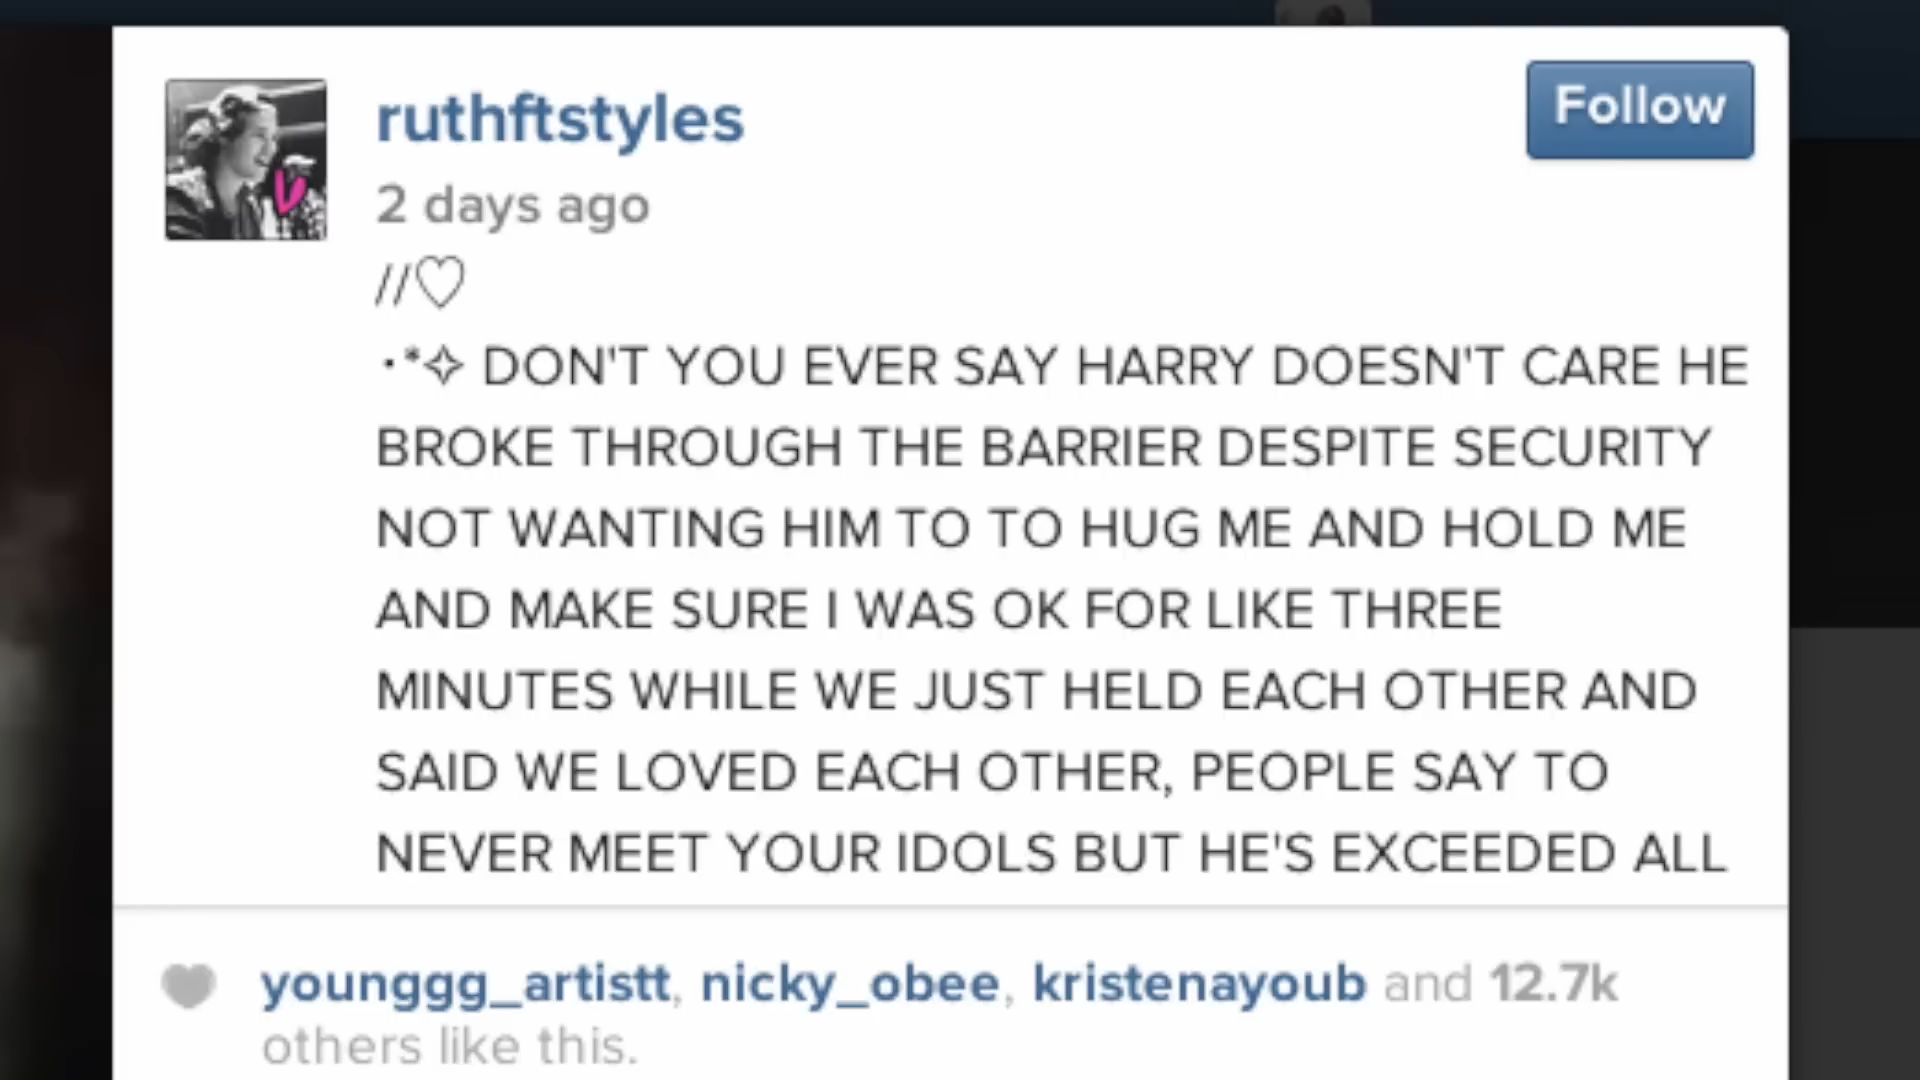 ruthftstyles
Follow
2 days ago
//♡
·*✧ DON'T YOU EVER SAY HARRY DOESN'T CARE HE
BROKE THROUGH THE BARRIER DESPITE SECURITY
NOT WANTING HIM TO TO HUG ME AND HOLD ME
AND MAKE SURE I WAS OK FOR LIKE THREE
MINUTES WHILE WE JUST HELD EACH OTHER AND
SAID WE LOVED EACH OTHER, PEOPLE SAY TO
NEVER MEET YOUR IDOLS BUT HE'S EXCEEDED ALL
younggg_artistt, nicky_obee, kristenayoub and 12.7k
others like this.